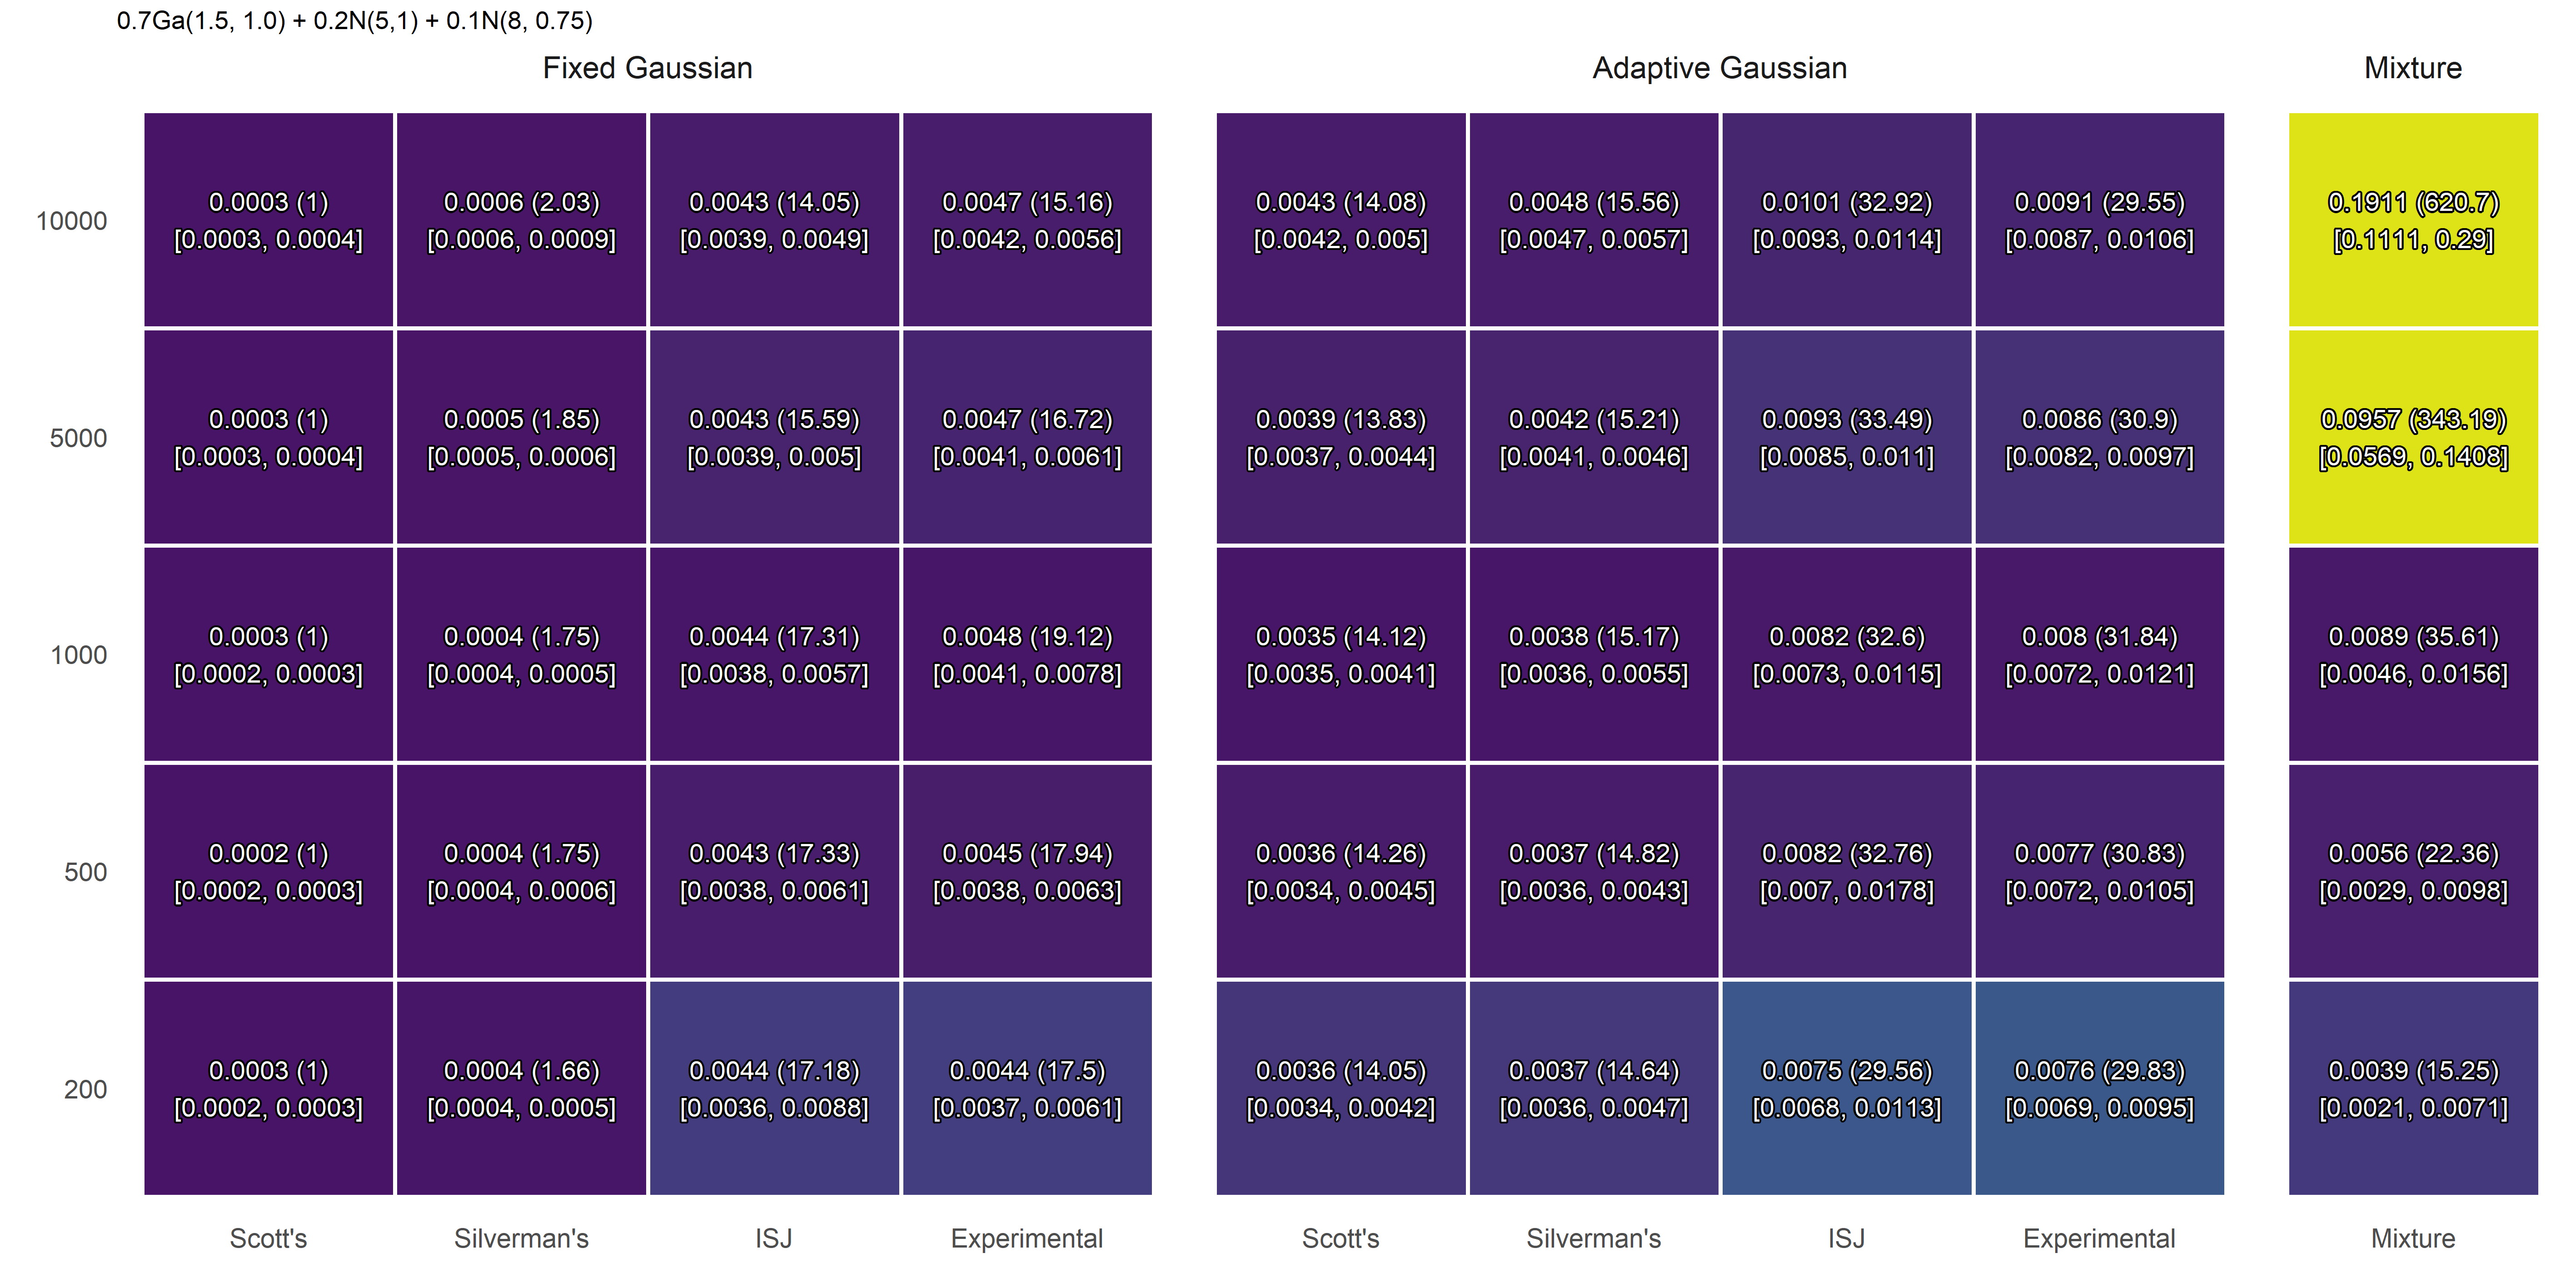 0.7Ga(1.5, 1.0) + 0.2N(5,1) + 0.1N(8, 0.75)
Fixed Gaussian Adaptive Gaussian Mixture
10000
0.0003 (1) 0.0006 (2.03) 0.0043 (14.05) 0.0047 (15.16) 0.0043 (14.08) 0.0048 (15.56) 0.0101 (32.92) 0.0091 (29.55) 0.1911 (620.7)
[0.0003, 0.0004] [0.0006, 0.0009] [0.0039, 0.0049] [0.0042, 0.0056] [0.0042, 0.005] [0.0047, 0.0057] [0.0093, 0.0114] [0.0087, 0.0106] [0.1111, 0.29]
5000
0.0003 (1) 0.0005 (1.85) 0.0043 (15.59) 0.0047 (16.72) 0.0039 (13.83) 0.0042 (15.21) 0.0093 (33.49) 0.0086 (30.9) 0.0957 (343.19)
[0.0003, 0.0004] [0.0005, 0.0006] [0.0039, 0.005] [0.0041, 0.0061] [0.0037, 0.0044] [0.0041, 0.0046] [0.0085, 0.011] [0.0082, 0.0097] [0.0569, 0.1408]
1000
0.0003 (1) 0.0004 (1.75) 0.0044 (17.31) 0.0048 (19.12) 0.0035 (14.12) 0.0038 (15.17) 0.0082 (32.6) 0.008 (31.84) 0.0089 (35.61)
[0.0002, 0.0003] [0.0004, 0.0005] [0.0038, 0.0057] [0.0041, 0.0078] [0.0035, 0.0041] [0.0036, 0.0055] [0.0073, 0.0115] [0.0072, 0.0121] [0.0046, 0.0156]
500
0.0002 (1) 0.0004 (1.75) 0.0043 (17.33) 0.0045 (17.94) 0.0036 (14.26) 0.0037 (14.82) 0.0082 (32.76) 0.0077 (30.83) 0.0056 (22.36)
[0.0002, 0.0003] [0.0004, 0.0006] [0.0038, 0.0061] [0.0038, 0.0063] [0.0034, 0.0045] [0.0036, 0.0043] [0.007, 0.0178] [0.0072, 0.0105] [0.0029, 0.0098]
200
0.0003 (1) 0.0004 (1.66) 0.0044 (17.18) 0.0044 (17.5) 0.0036 (14.05) 0.0037 (14.64) 0.0075 (29.56) 0.0076 (29.83) 0.0039 (15.25)
[0.0002, 0.0003] [0.0004, 0.0005] [0.0036, 0.0088] [0.0037, 0.0061] [0.0034, 0.0042] [0.0036, 0.0047] [0.0068, 0.0113] [0.0069, 0.0095] [0.0021, 0.0071]
Scott's Silverman's ISJ Experimental Scott's Silverman's ISJ Experimental Mixture